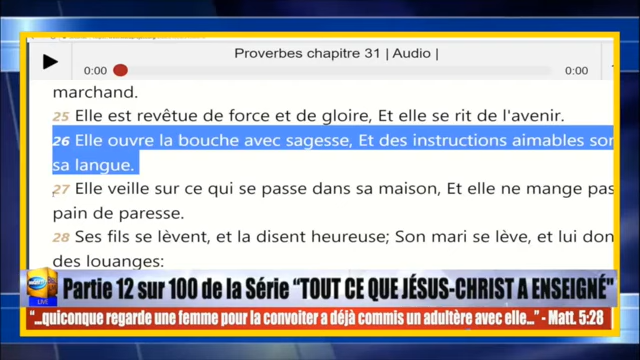 Proverbes chapitre 31 | Audio |
0:00
0:00
marchand.
25 Elle est revêtue de force et de gloire, Et elle se rit de l'avenir.
26 Elle ouvre la bouche avec sagesse, Et des instructions aimables sor
sa langue.
27 Elle veille sur ce qui se passe dans sa maison, Et elle ne mange pas
pain de paresse.
28 Ses fils se lèvent, et la disent heureuse; Son mari se lève, et lui don
des louanges:
LIVE
Partie 12 sur 100 de la Série “TOUT CE QUE JÉSUS-CHRIST A ENSEIGNÉ"
“...quiconque regarde une femme pour la convoiter a déjà commis un adultère avec elle...” - Matt. 5:28